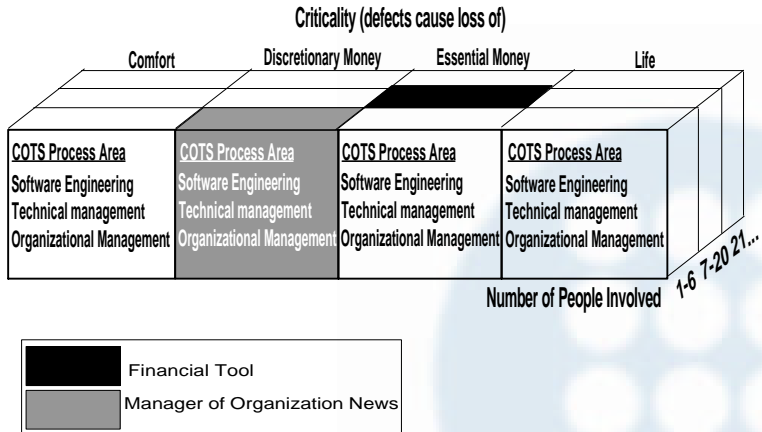 Criticality (defects cause loss of)
Comfort Discretionary Money Essential Money Life
COTS Process Area COTS Process Area COTS Process Area COTS Process Area
Software Engineering Software Engineering Software Engineering Software Engineering
Technical management Technical management Technical management Technical management
Organizational Management Organizational Management Organizational Management Organizational Management
Number of People Involved 1-6 7-20 21...
Financial Tool
Manager of Organization News